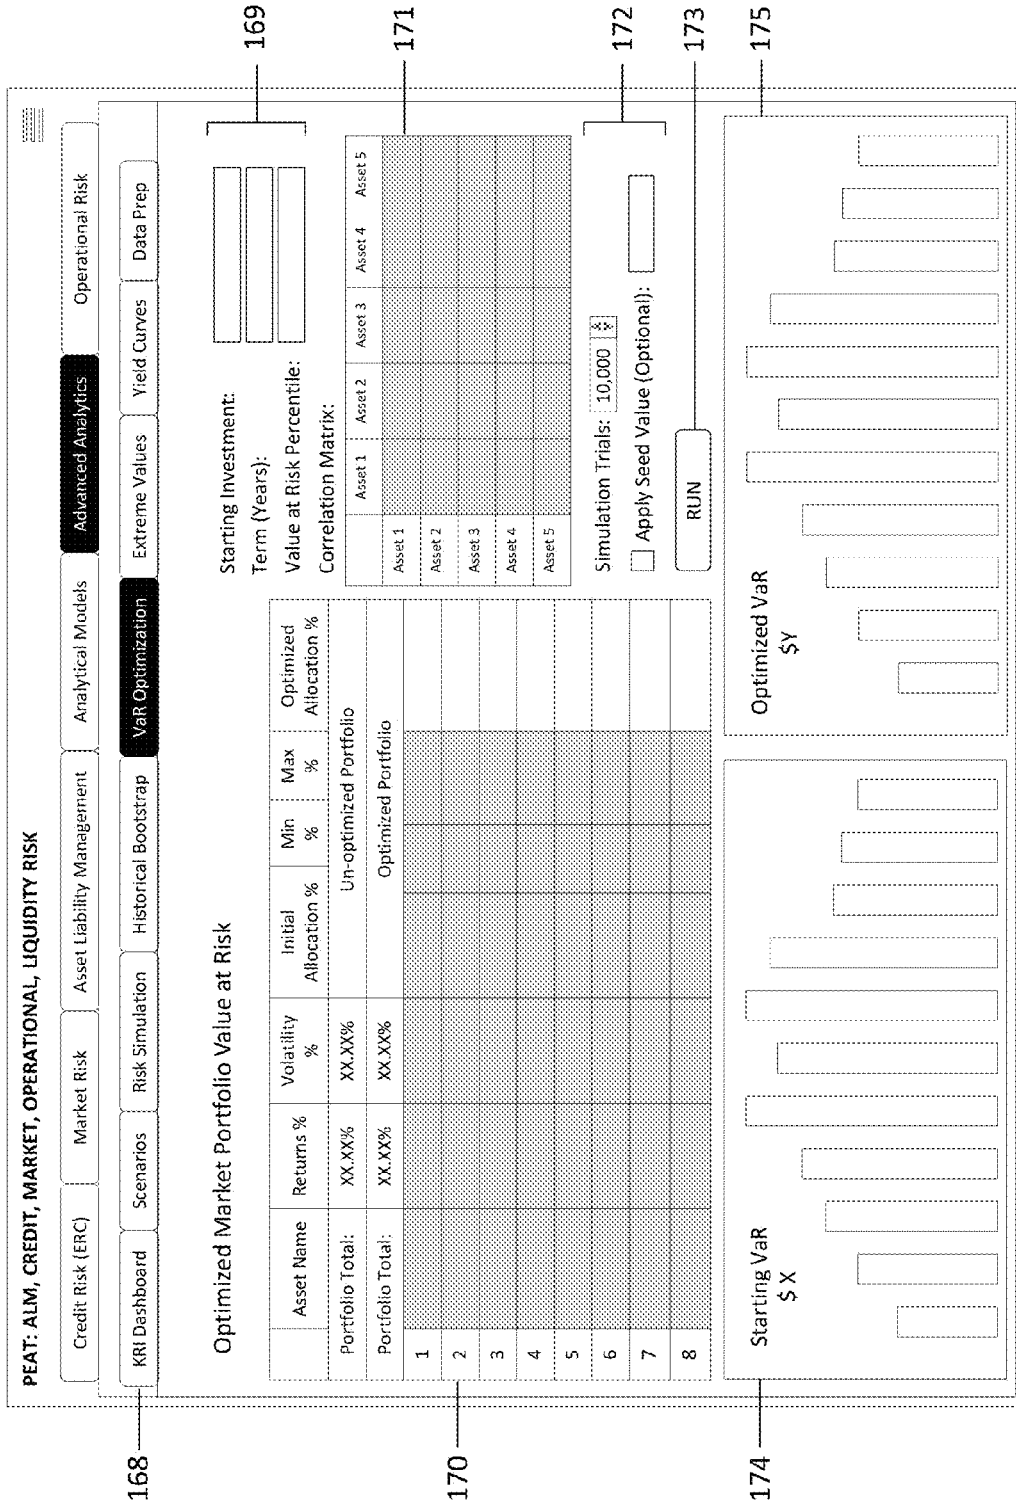 PEAT: ALM, CREDIT, MARKET, OPERATIONAL, LIQUIDITY RISK
Credit Risk (ERC) Market Risk Asset Liability Management Analytical Models Advanced Analytics Operational Risk
168 KRI Dashboard Scenarios Risk Simulation Historical Bootstrap VaR Optimization Extreme Values Yield Curves Data Prep
Optimized Market Portfolio Value at Risk
Starting Investment:
Term (Years):
Value at Risk Percentile:
169
Correlation Matrix:
Asset 1 Asset 2 Asset 3 Asset 4 Asset 5
Asset 1
Asset 2
Asset 3
Asset 4
Asset 5
171
Asset Name Returns % Volatility % Initial Allocation % Min % Max % Optimized Allocation %
Portfolio Total: XX.XX% XX.XX% Un-optimized Portfolio
Portfolio Total: XX.XX% XX.XX% Optimized Portfolio
1
2
3
4
5
6
7
8
170
Simulation Trials: 10,000
Apply Seed Value (Optional):
172
RUN
173
Starting VaR
$ X
174
Optimized VaR
$Y
175